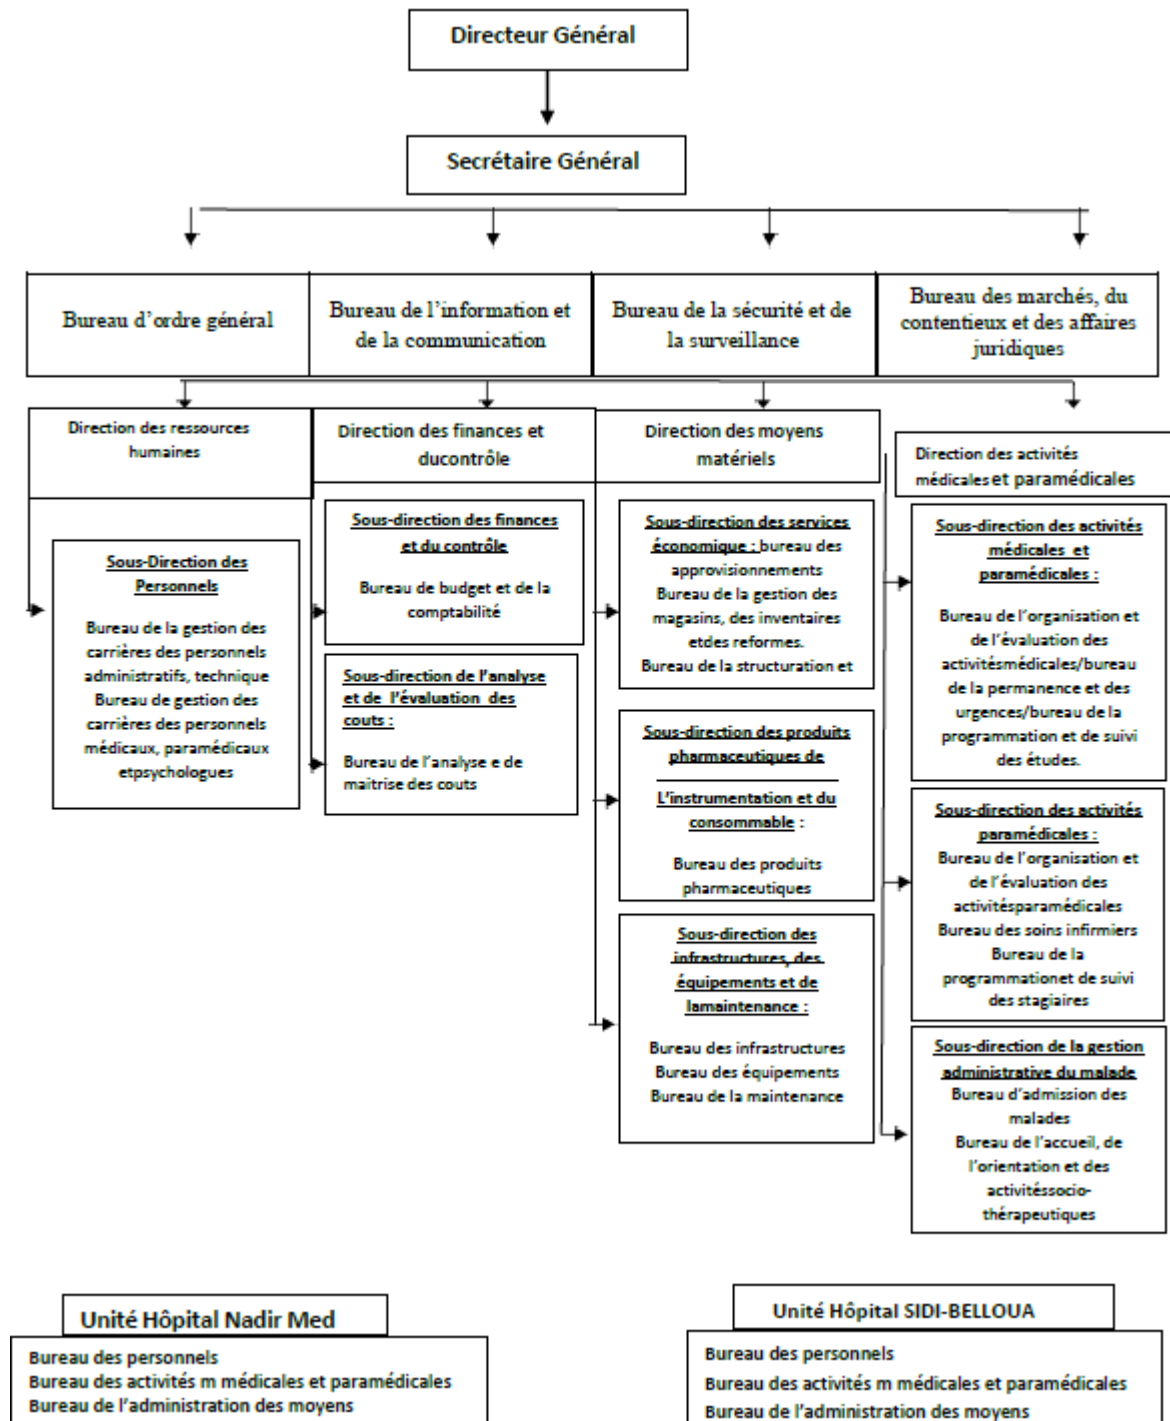 Directeur Général
Secrétaire Général
Bureau d'ordre général
Bureau de l'information et
de la communication
Bureau de la sécurité et de
la surveillance
Bureau des marchés, du
contentieux et des affaires
juridiques
Direction des ressources
humaines
Direction des finances et
ducontrôle
Direction des moyens
matériels
Direction des activités
médicales et paramédicales
Sous-Direction des
Personnels
Bureau de la gestion des
carrières des personnels
administratifs, technique
Bureau de gestion des
carrières des personnels
médicaux, paramédicaux
etpsychologues
Sous-direction des finances
et du contrôle
Bureau de budget et de la
comptabilité
Sous-direction de l'analyse
et de l'évaluation des
couts :
Bureau de l'analyse e de
maitrise des couts
Sous-direction des services
économique : bureau des
approvisionnements
Bureau de la gestion des
magasins, des inventaires
etdes reformes.
Bureau de la structuration et
Sous-direction des produits
pharmaceutiques de
L'instrumentation et du
consommable :
Bureau des produits
pharmaceutiques
Sous-direction des
infrastructures, des
équipements et de
lamaintenance :
Bureau des infrastructures
Bureau des équipements
Bureau de la maintenance
Sous-direction des activités
médicales et
paramédicales :
Bureau de l'organisation et
de l'évaluation des
activitésmédicales/bureau
de la permanence et des
urgences/bureau de la
programmation et de suivi
des études.
Sous-direction des activités
paramédicales :
Bureau de l'organisation et
de l'évaluation des
activitésparamédicales
Bureau des soins infirmiers
Bureau de la
programmationet de suivi
des stagiaires
Sous-direction de la gestion
administrative du malade
Bureau d'admission des
malades
Bureau de l'accueil, de
l'orientation et des
activitéssocio-
thérapeutiques
Unité Hôpital Nadir Med
Bureau des personnels
Bureau des activités m médicales et paramédicales
Bureau de l'administration des moyens
Unité Hôpital SIDI-BELLOUA
Bureau des personnels
Bureau des activités m médicales et paramédicales
Bureau de l'administration des moyens